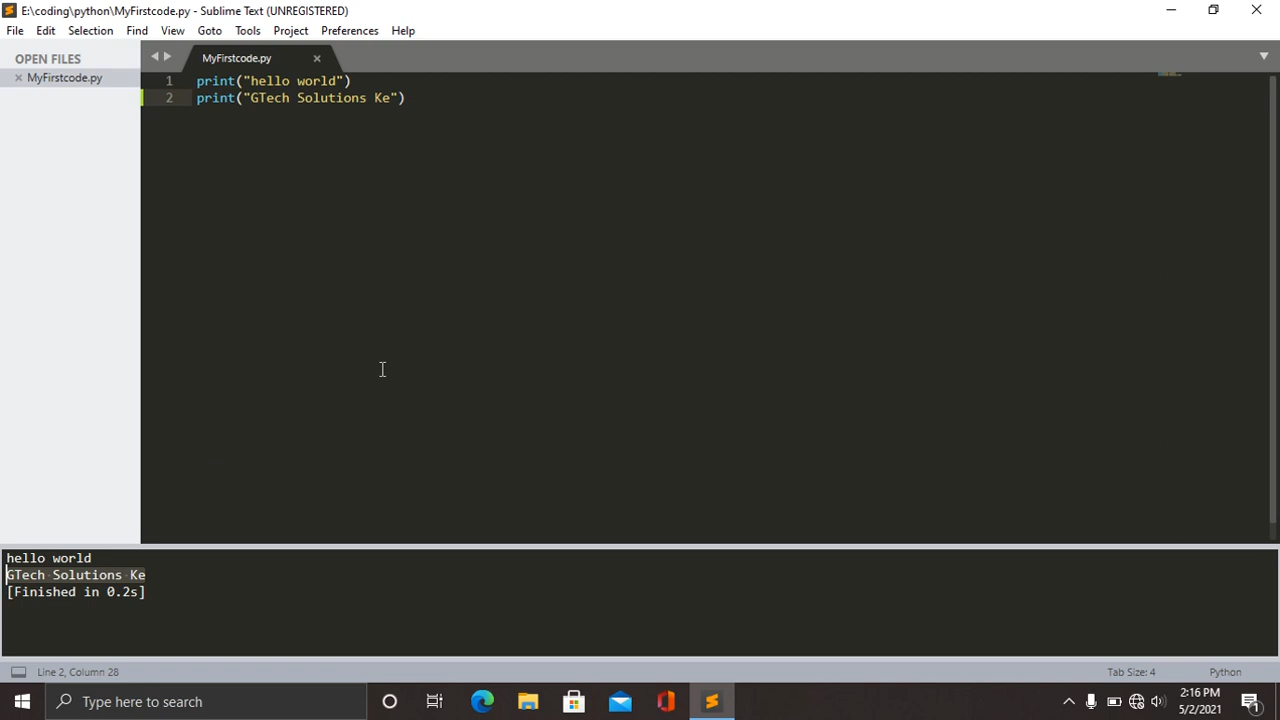 E:\coding\python\MyFirstcode.py - Sublime Text (UNREGISTERED)
File Edit Selection Find View Goto Tools Project Preferences Help
OPEN FILES
MyFirstcode.py
MyFirstcode.py
1 print("hello world")
2 print("GTech Solutions Ke")
hello world
GTech Solutions Ke
[Finished in 0.2s]
Line 2, Column 28
Tab Size: 4
Python
Type here to search
2:16 PM
5/2/2021
1